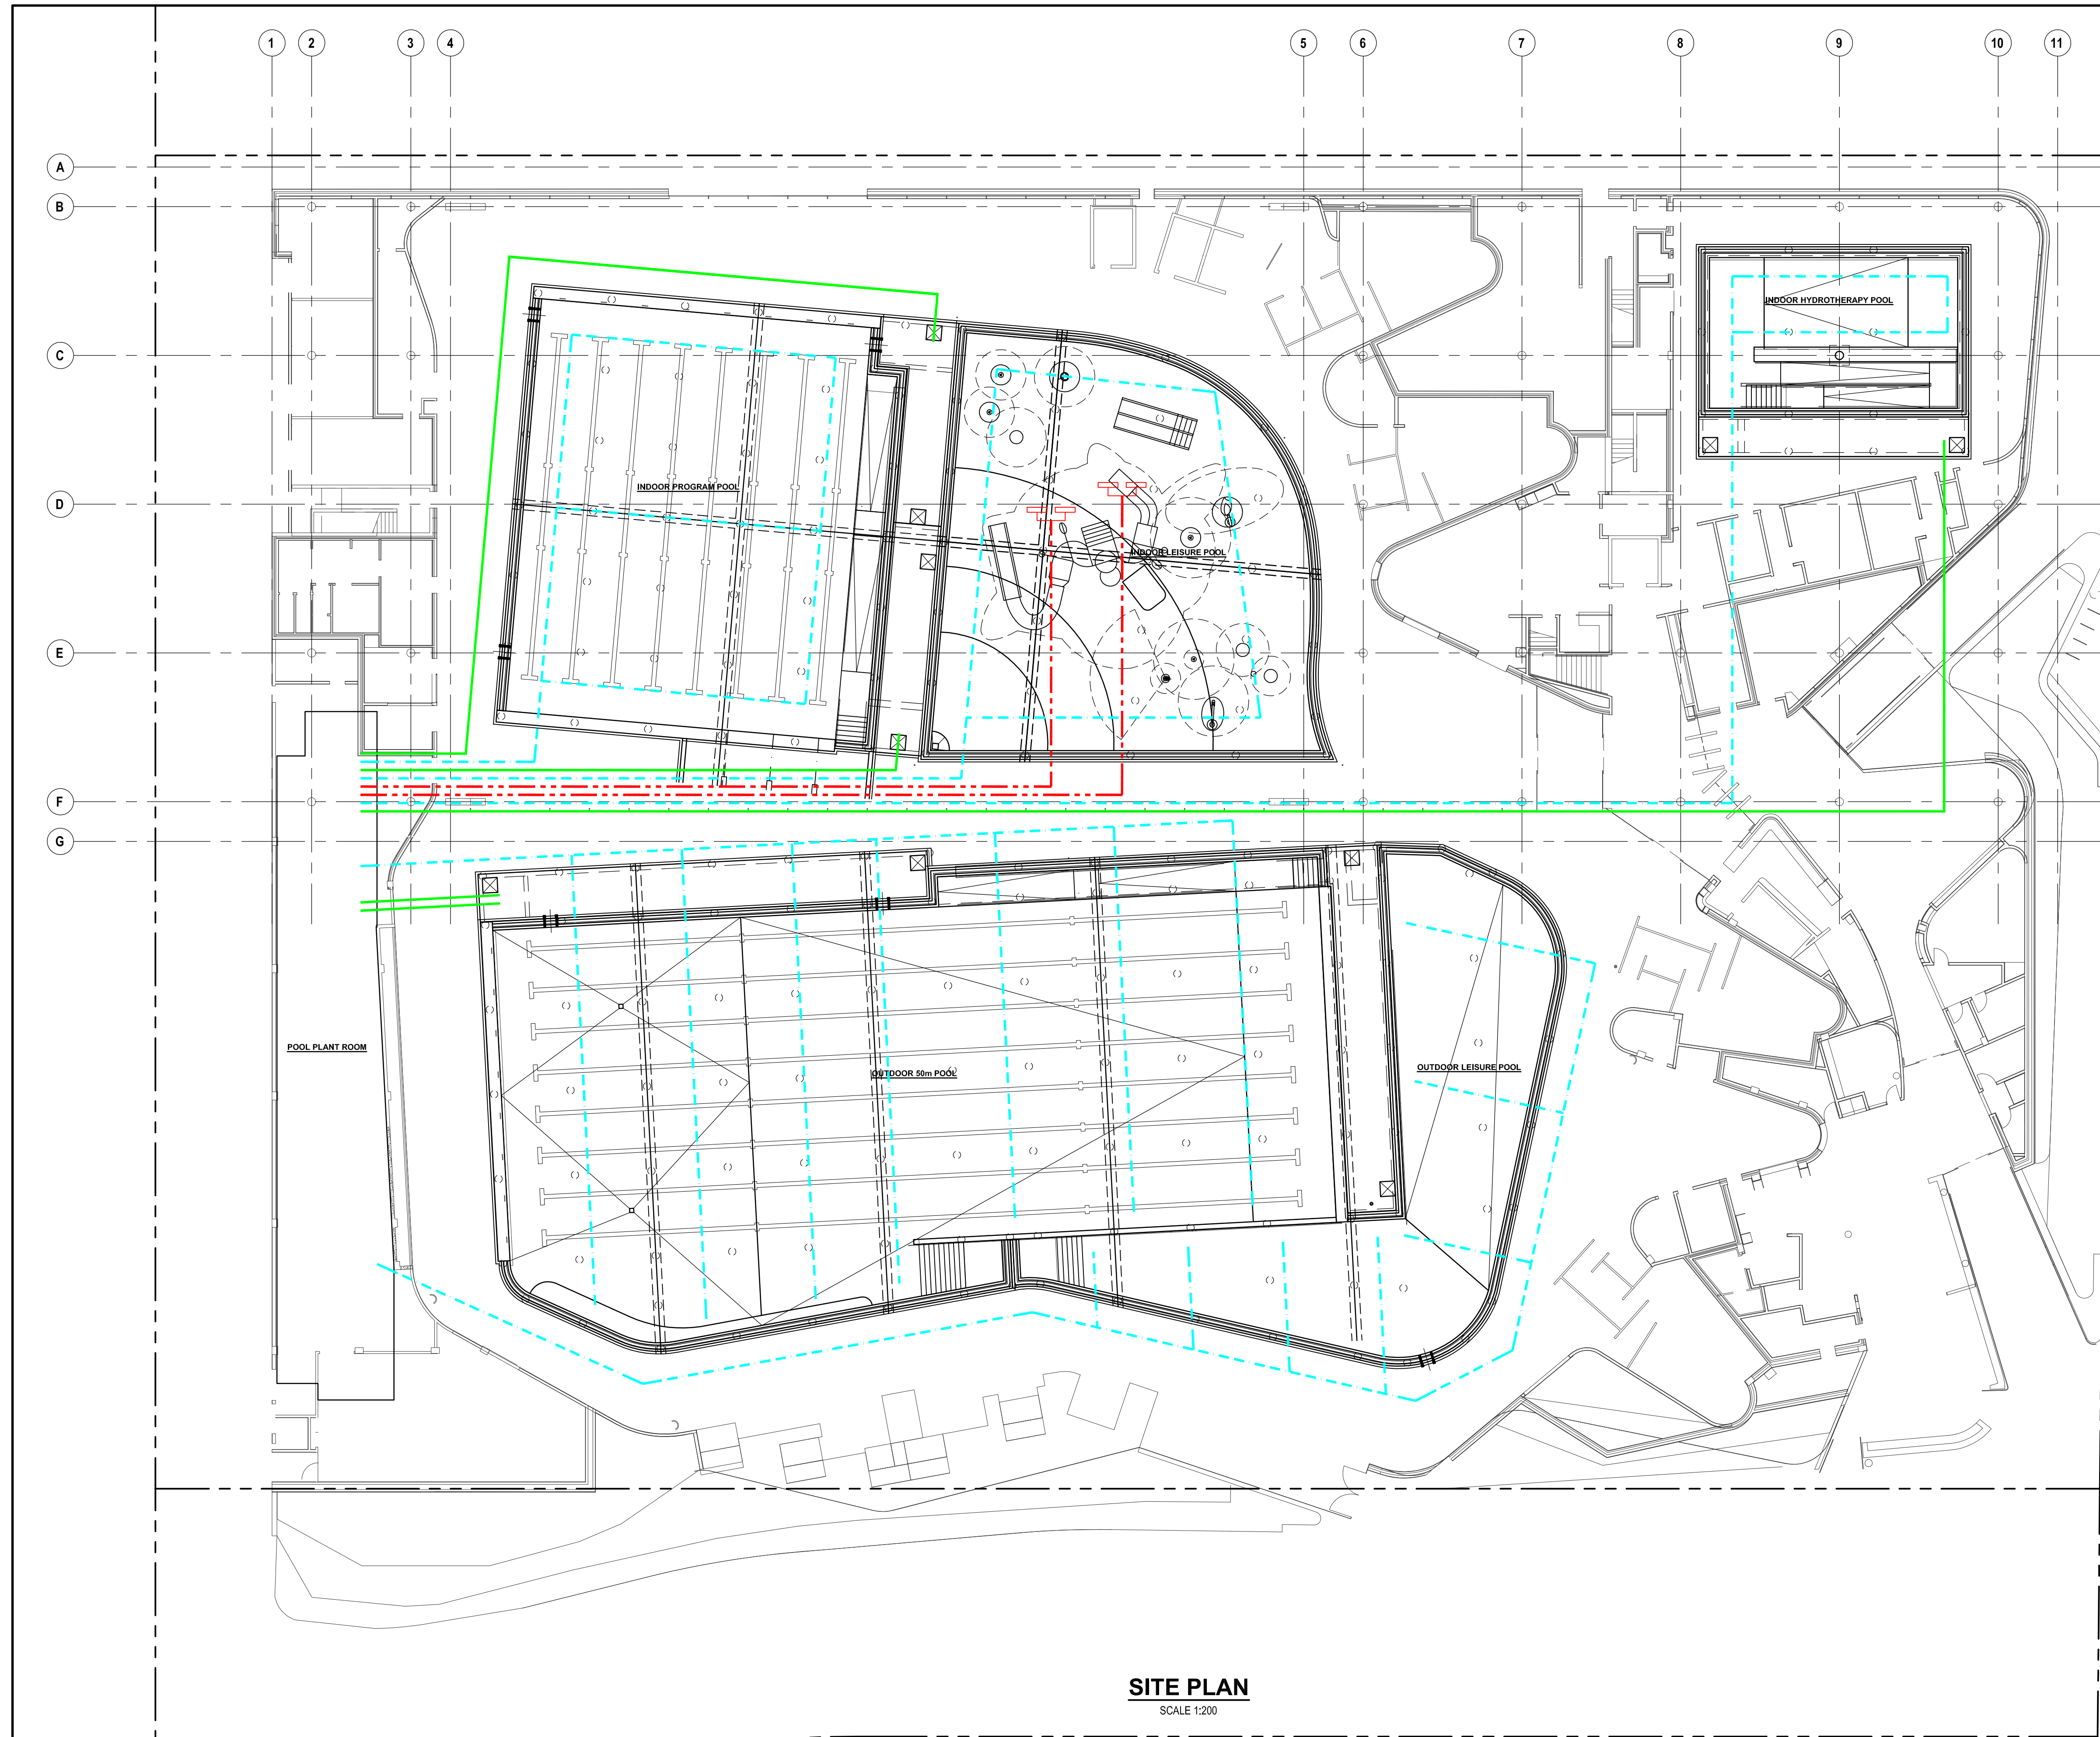 1 2 3 4 5 6 7 8 9 10 11
A
B
INDOOR HYDROTHERAPY POOL
C
INDOOR PROGRAM POOL
D
INDOOR LEISURE POOL
E
F
G
POOL PLANT ROOM
OUTDOOR 50m POOL
OUTDOOR LEISURE POOL
SITE PLAN
SCALE 1:200